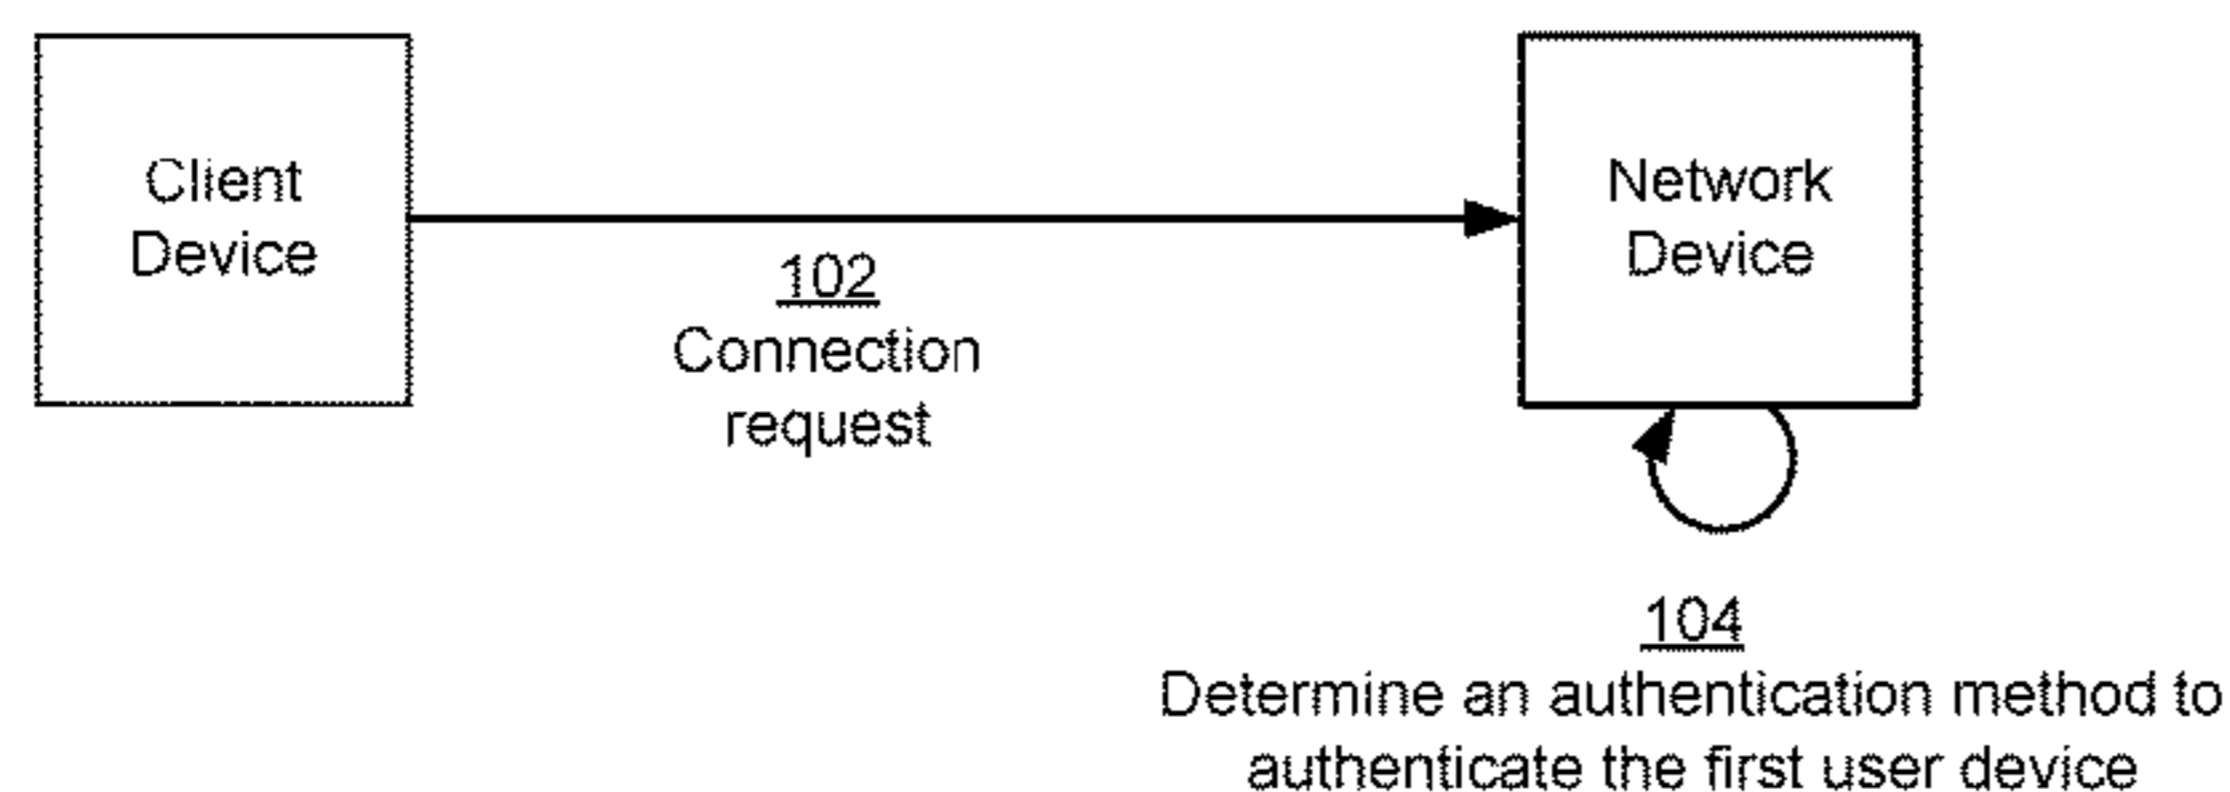 Client
Device
Network
Device
102
Connection
request
104
Determine an authentication method to
authenticate the first user device